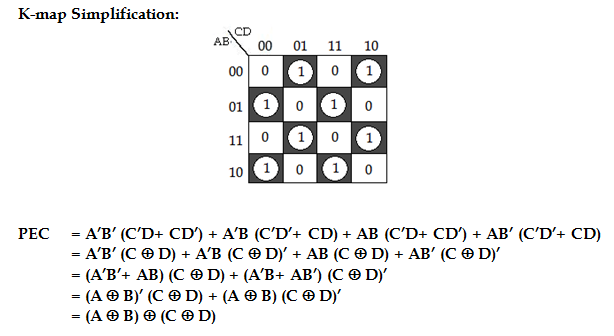 K-map Simplification:
CD
AB
00 01 11 10
00 0 1 0 1
01 1 0 1 0
11 0 1 0 1
10 1 0 1 0
PEC = A′B′ (C′D+ CD′) + A′B (C′D′+ CD) + AB (C′D+ CD′) + AB′ (C′D′+ CD)
= A′B′ (C ⊕ D) + A′B (C ⊕ D)′ + AB (C ⊕ D) + AB′ (C ⊕ D)′
= (A′B′+ AB) (C ⊕ D) + (A′B+ AB′) (C ⊕ D)′
= (A ⊕ B)′ (C ⊕ D) + (A ⊕ B) (C ⊕ D)′
= (A ⊕ B) ⊕ (C ⊕ D)